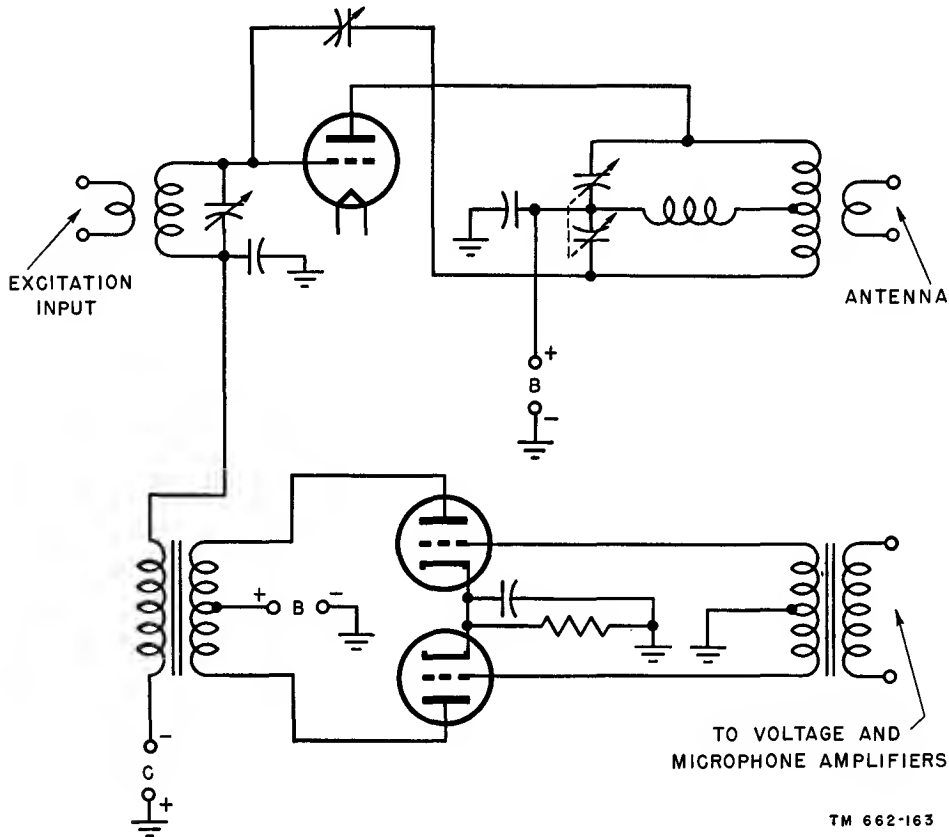 EXCITATION
INPUT
ANTENNA
+
B
-
+ B -
-
C
+
TO VOLTAGE AND
MICROPHONE AMPLIFIERS
TM 662-163